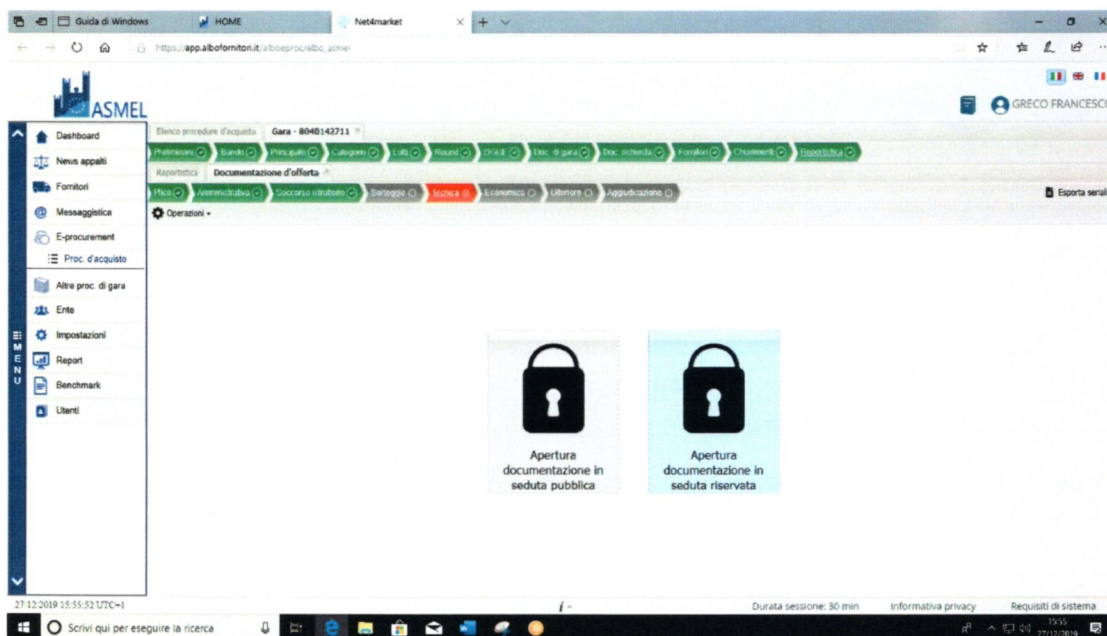 Guida di Windows
HOME
Net4market
https://app.albofornitori.it/alboeproc/albo_asmel
ASMEL
GRECO FRANCESCO
Dashboard
News appalti
Fornitori
Messaggistica
E-procurement
Proc. d'acquisto
Altre proc. di gara
Ente
Impostazioni
Report
Benchmark
Utenti
MENU
Elenco procedure d'acquisto
Gara - 8040142711
Preliminare
Bando
Principale
Categorie
Lotti
Round
DGUE
Doc. di gara
Doc. richiesta
Fornitori
Chiarimenti
Reportistica
Reportistica
Documentazione d'offerta
Plico
Amministrativa
Soccorso istruttorio
Sorteggio
Tecnica
Economica
Ulteriore
Aggiudicazione
Esporta serial
Operazioni
Apertura
documentazione in
seduta pubblica
Apertura
documentazione in
seduta riservata
27/12/2019 15:55:52 UTC+1
Durata sessione: 30 min
Informativa privacy
Requisiti di sistema
Scrivi qui per eseguire la ricerca
15:55
27/12/2019